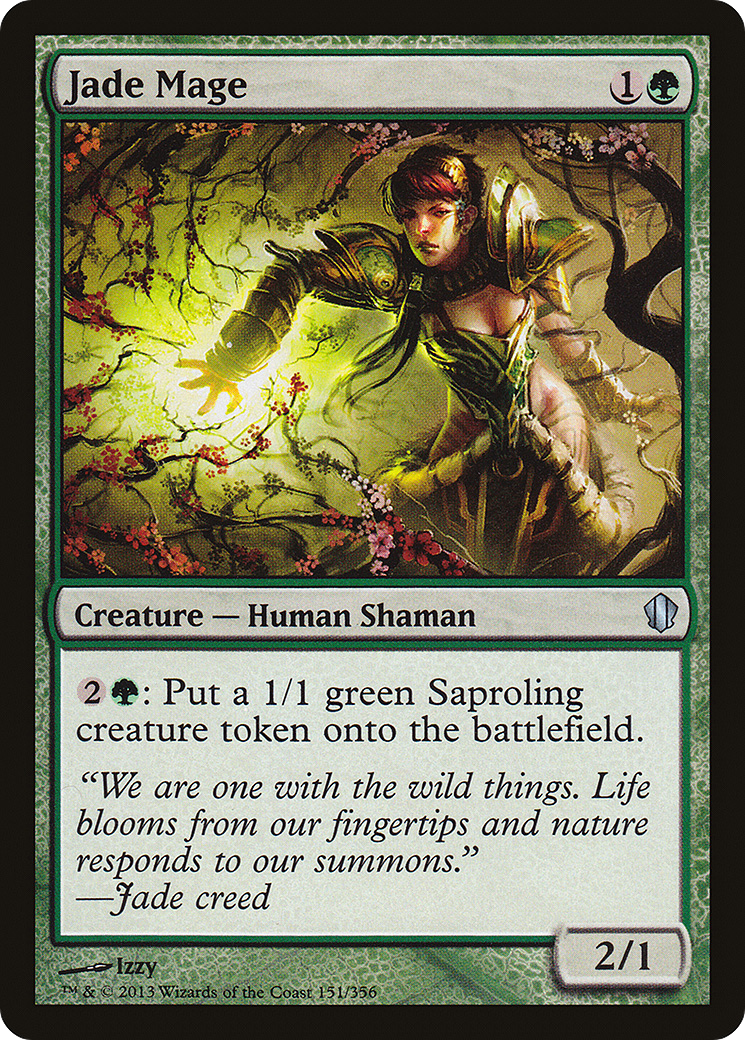 Jade Mage 1
Creature — Human Shaman
2: Put a 1/1 green Saproling
creature token onto the battlefield.
“We are one with the wild things. Life
blooms from our fingertips and nature
responds to our summons.”
—Jade creed
2/1
Izzy
™ & © 2013 Wizards of the Coast 151/356